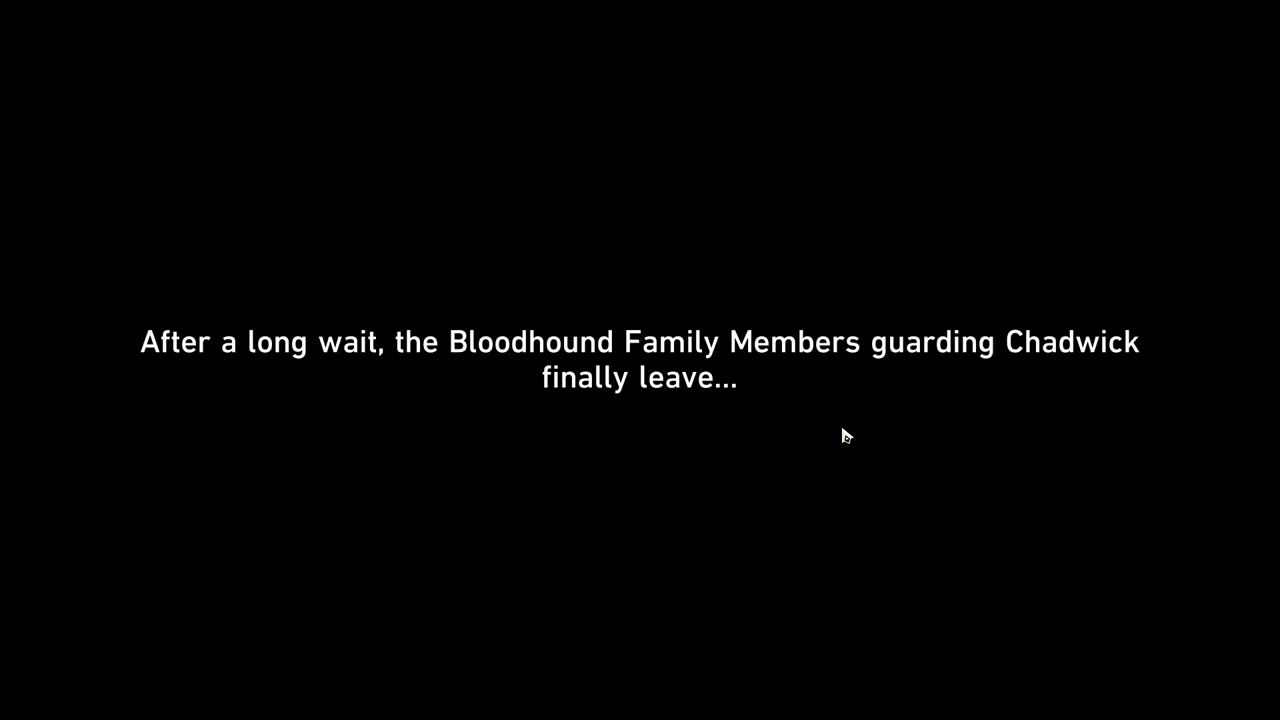 After a long wait, the Bloodhound Family Members guarding Chadwick
finally leave...